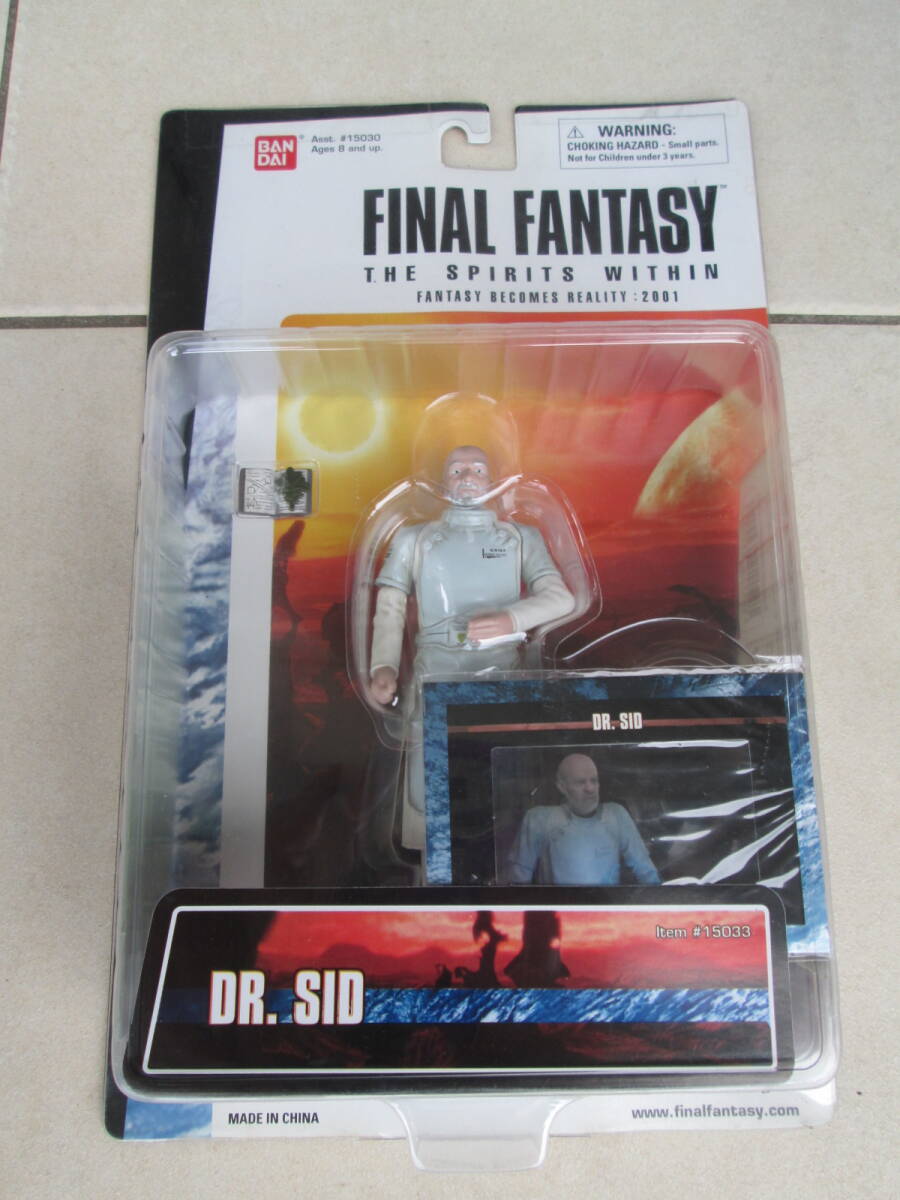 BAN
DAI
Asst. #15030
Ages 8 and up.
WARNING:
CHOKING HAZARD - Small parts.
Not for Children under 3 years.
FINAL FANTASY
THE SPIRITS WITHIN
FANTASY BECOMES REALITY : 2001
DR. SID
Item #15033
DR. SID
MADE IN CHINA
www.finalfantasy.com